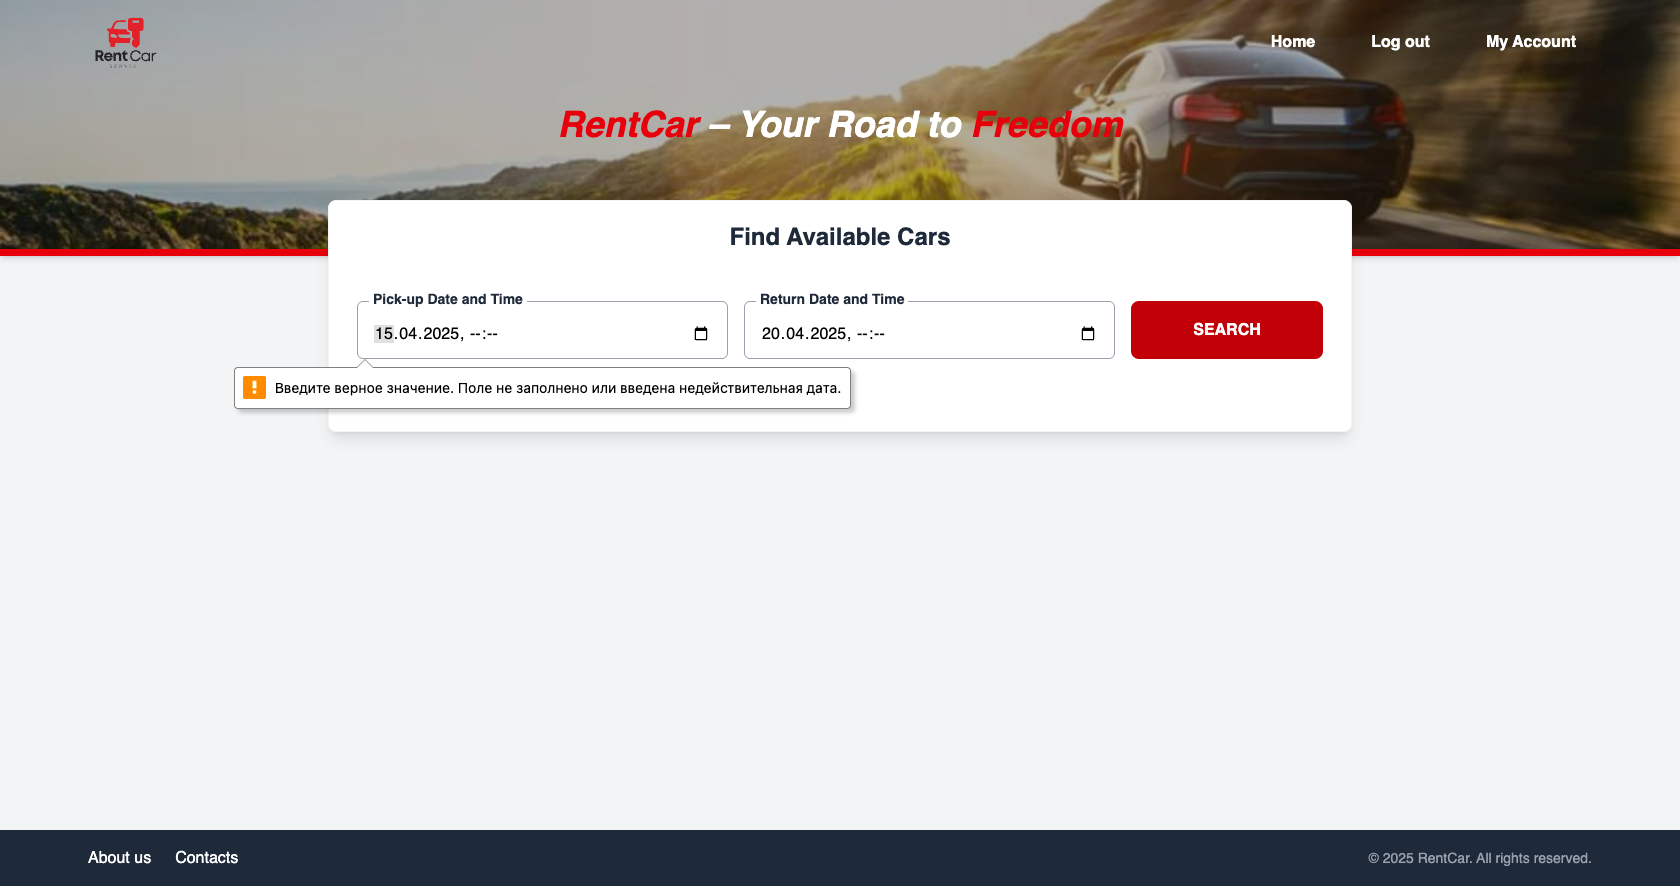 Rent Car
Home
Log out
My Account
RentCar – Your Road to Freedom
Find Available Cars
Pick-up Date and Time
Return Date and Time
15.04.2025, --:--
20.04.2025, --:--
SEARCH
Введите верное значение. Поле не заполнено или введена недействительная дата.
About us
Contacts
© 2025 RentCar. All rights reserved.